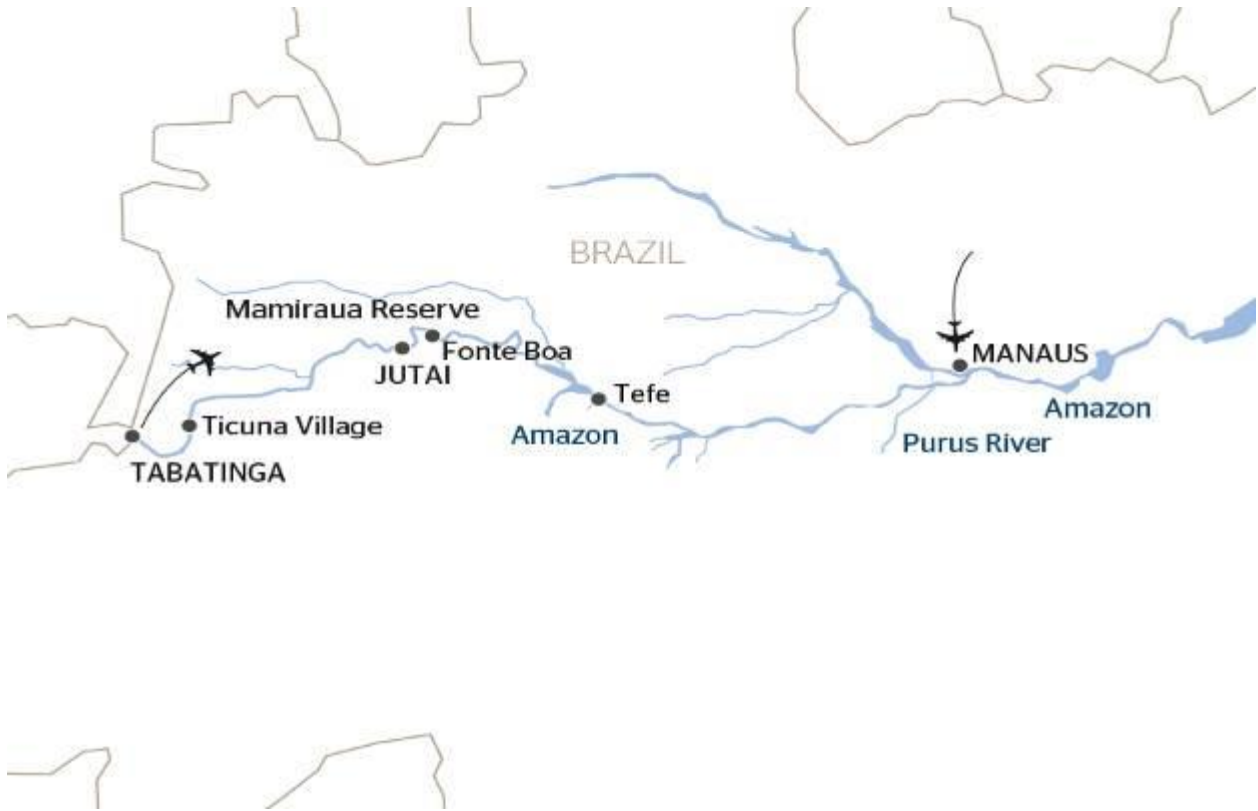 BRAZIL
Mamiraua Reserve
Fonte Boa
MANAUS
JUTAI
Tefe
Amazon
Ticuna Village
Amazon
Purus River
TABATINGA